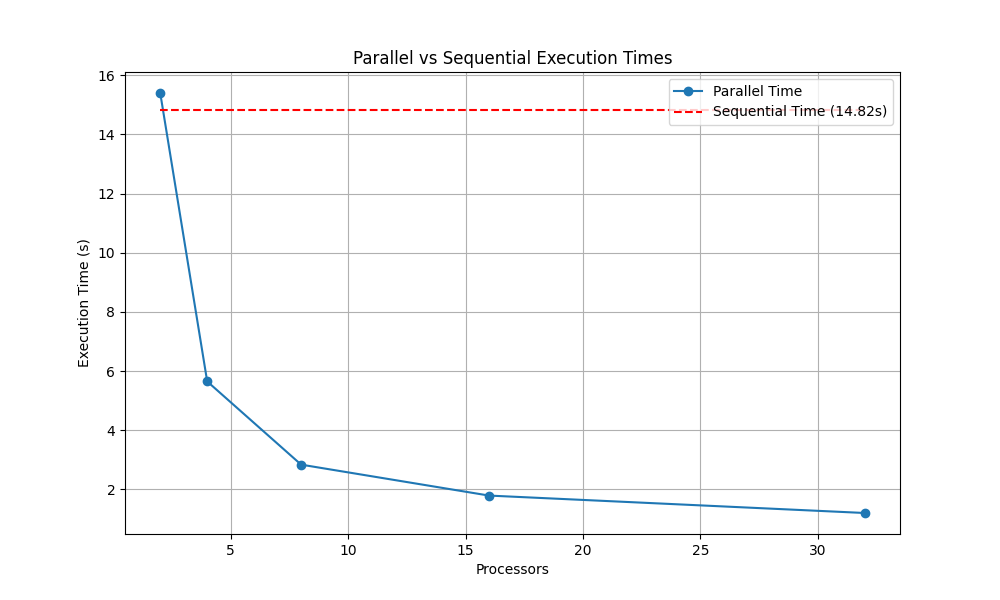 Parallel vs Sequential Execution Times
Parallel Time
Sequential Time (14.82s)
Execution Time (s)
16
14
12
10
8
6
4
2
5
10
15
20
25
30
Processors